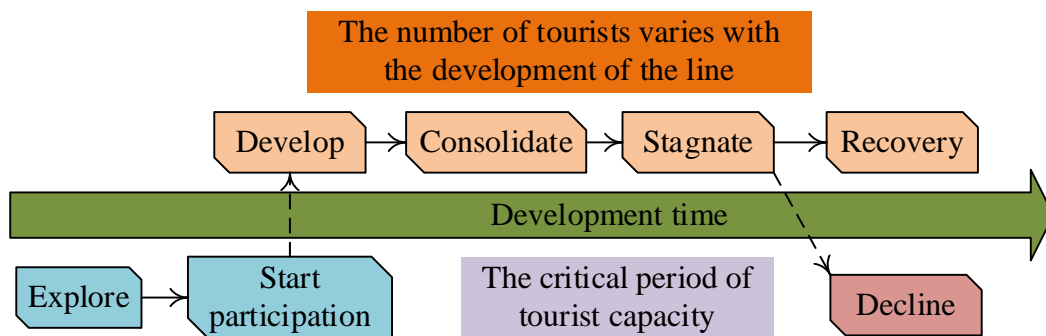 The number of tourists varies with
the development of the line
Develop
Consolidate
Stagnate
Recovery
Development time
Explore
Start
participation
The critical period of
tourist capacity
Decline